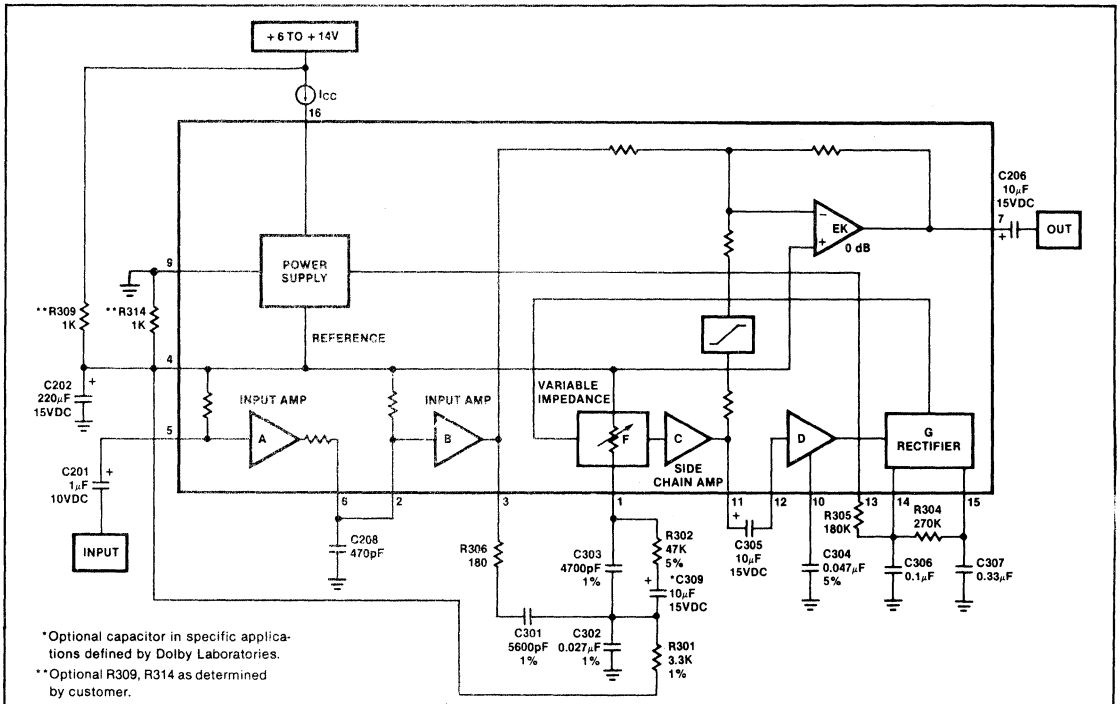 +6 TO +14V
ICC
16
C206
10µF
15VDC
7
+
OUT
−
EK
+
0 dB
9
POWER
SUPPLY
**R309
1K
**R314
1K
REFERENCE
4
C202
220µF
15VDC
+
INPUT AMP
INPUT AMP
VARIABLE
IMPEDANCE
5
A
B
F
C
D
G
RECTIFIER
SIDE
CHAIN AMP
C201
1µF
10VDC
+
6
2
3
1
11
12
10
13
14
15
INPUT
C208
470pF
R306
180
C303
4700pF
1%
R302
47K
5%
+
*C309
10µF
15VDC
+
C305
10µF
15VDC
R305
180K
R304
270K
C304
0.047µF
5%
C306
0.1µF
C307
0.33µF
C301
5600pF
1%
C302
0.027µF
1%
R301
3.3K
1%
*Optional capacitor in specific applica-
tions defined by Dolby Laboratories.
**Optional R309, R314 as determined
by customer.